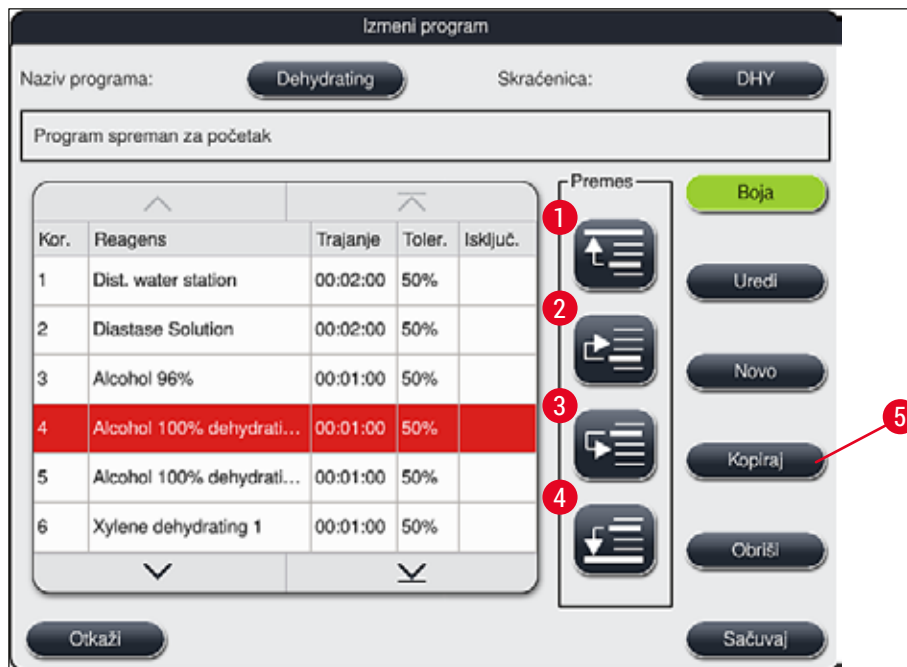 Izmeni program
Naziv programa: Dehydrating Skraćenica: DHY
Program spreman za početak
Premes
Boja
Kor. Reagens Trajanje Toler. Isključ.
1 Dist. water station 00:02:00 50%
2 Diastase Solution 00:02:00 50%
3 Alcohol 96% 00:01:00 50%
4 Alcohol 100% dehydrati... 00:01:00 50%
5 Alcohol 100% dehydrati... 00:01:00 50%
6 Xylene dehydrating 1 00:01:00 50%
1
2
3
4
Uredi
Novo
Kopiraj
5
Obriši
Otkaži
Sačuvaj